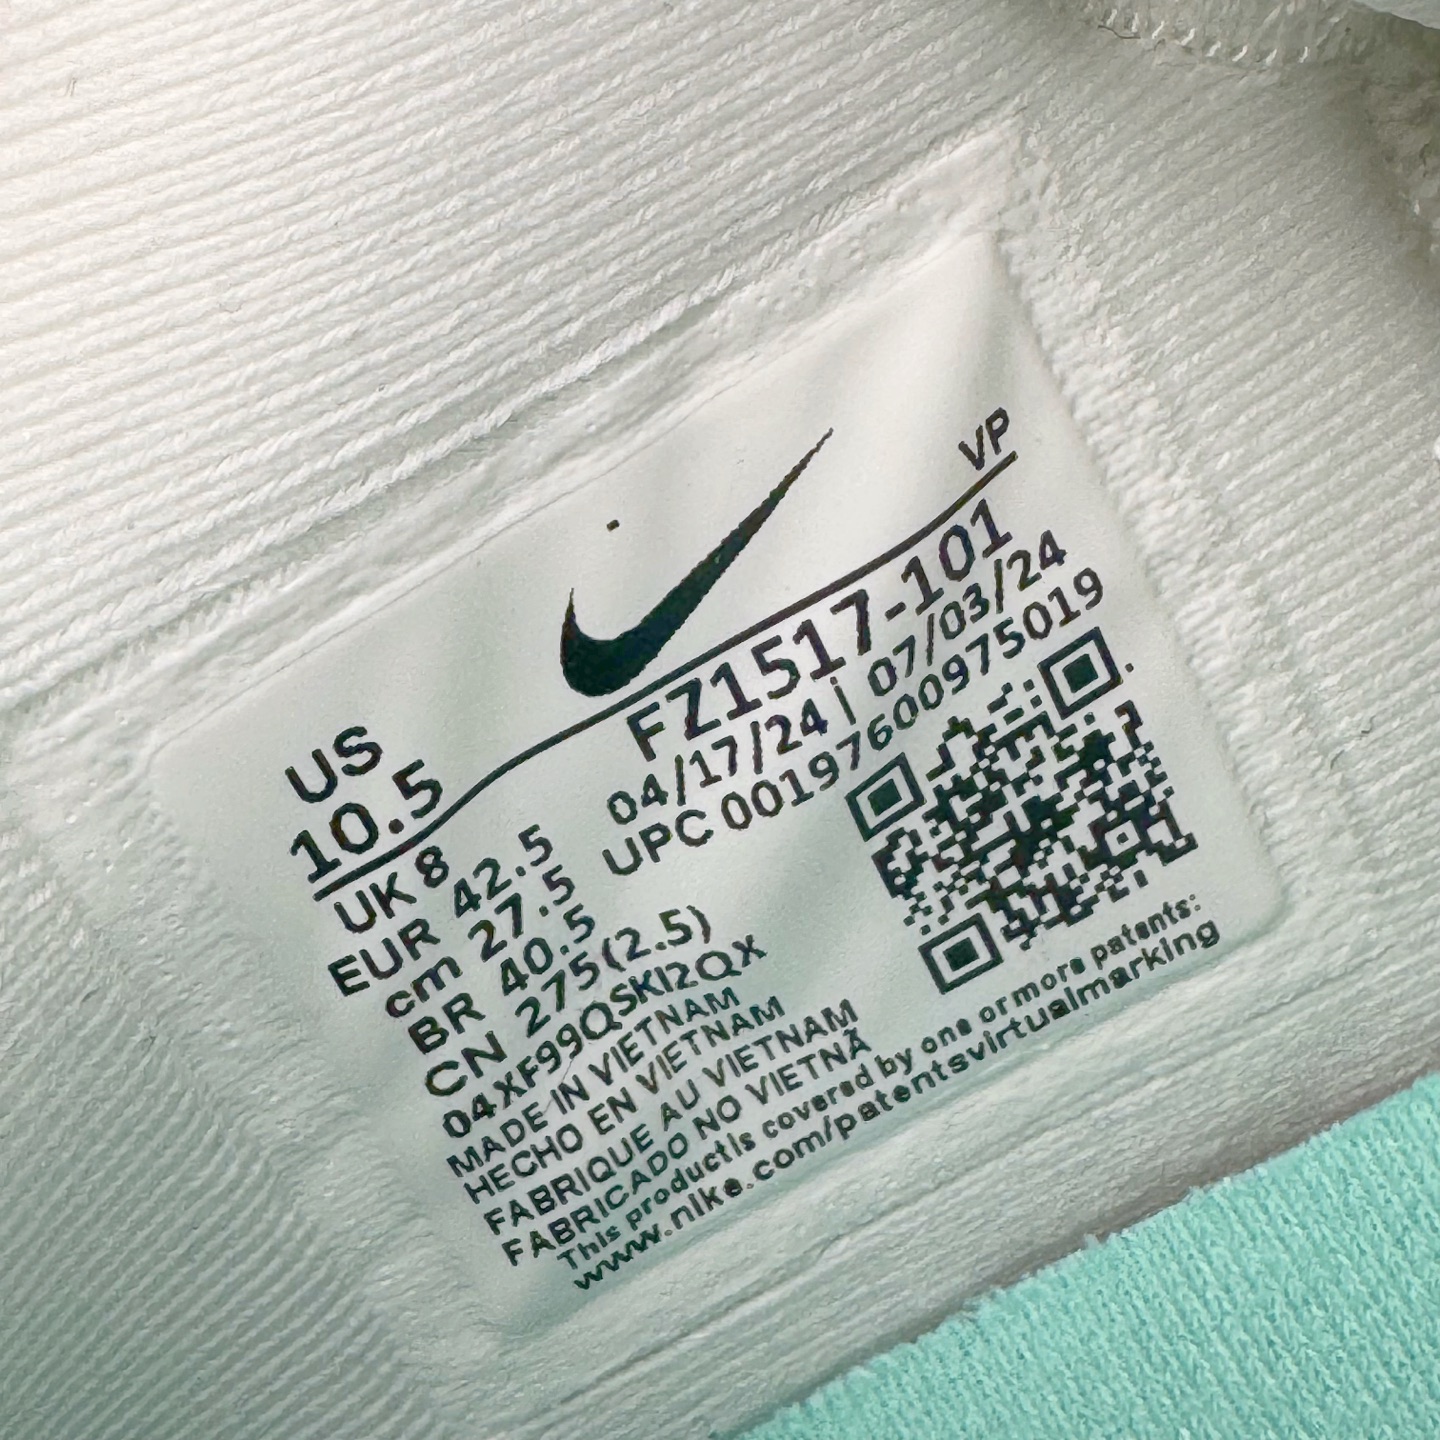 VP
US
10.5
FZ1517-101
04/17/24 | 07/03/24
UPC 00197600975019
UK 8
EUR 42.5
cm 27.5
BR 40.5
CN 275(2.5)
04XF99QSKI2QX
MADE IN VIETNAM
HECHO EN VIETNAM
FABRIQUE AU VIETNAM
FABRICADO NO VIETNÃ
This product is covered by one or more patents:
www.nike.com/patentsvirtualmarking